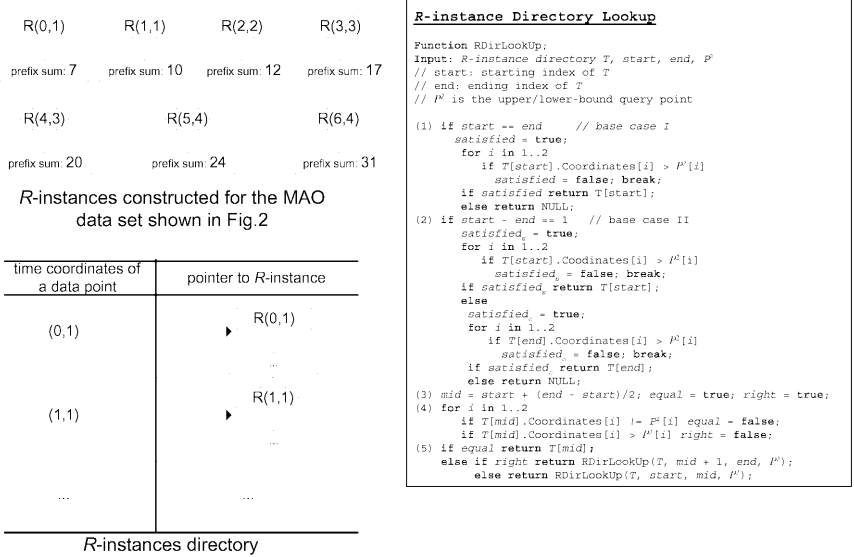 R(0,1) R(1,1) R(2,2) R(3,3)
prefix sum: 7 prefix sum: 10 prefix sum: 12 prefix sum: 17
R(4,3) R(5,4) R(6,4)
prefix sum: 20 prefix sum: 24 prefix sum: 31
R-instances constructed for the MAO
data set shown in Fig.2
time coordinates of
a data point
pointer to R-instance
(0,1) R(0,1)
...
(1,1) R(1,1)
...
... ...
R-instances directory
R-instance Directory Lookup
Function RDirLookUp;
Input: R-instance directory T, start, end, P
// start: starting index of T
// end: ending index of T
// is the upper/lower-bound query point
(1) if start == end // base case I
satisfied = true;
for i in 1..2
if T[start].Coordinates[i] > P[i]
satisfied = false; break;
if satisfied return T[start];
else return NULL;
(2) if start - end == 1 // base case II
satisfied = true;
for i in 1..2
if T[start].Coodinates[i] > P[i]
satisfied = false; break;
if satisfied return T[start];
else
satisfied = true;
for i in 1..2
if T[end].Coordinates[i] > P[i]
satisfied = false; break;
if satisfied return T[end];
else return NULL;
(3) mid = start + (end - start)/2; equal = true; right = true;
(4) for i in 1..2
if T[mid].Coordinates[i] != P[i] equal = false;
if T[mid].Coordinates[i] > P[i] right = false;
(5) if equal return T[mid];
else if right return RDirLookUp(T, mid + 1, end, P);
else return RDirLookUp(T, start, mid, P);